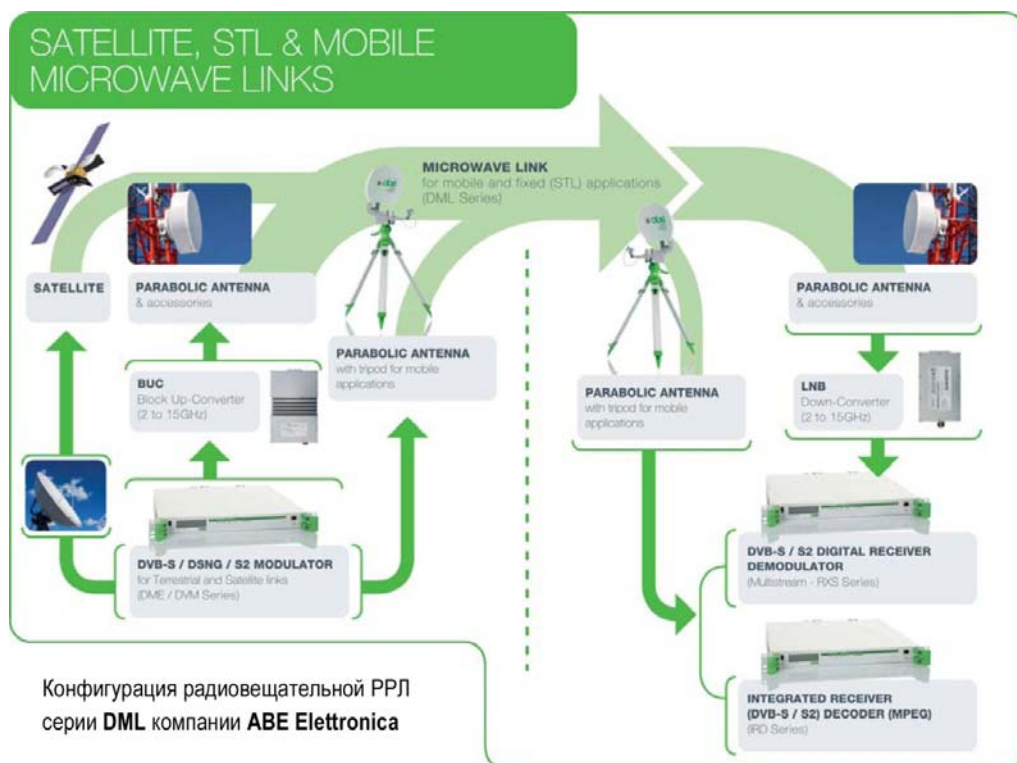 SATELLITE, STL & MOBILE
MICROWAVE LINKS
MICROWAVE LINK
for mobile and fixed (STL) applications
(DML Series)
SATELLITE
PARABOLIC ANTENNA
& accessories
PARABOLIC ANTENNA
with tripod for mobile
applications
BUC
Block Up-Converter
(2 to 15GHz)
DVB-S / DSNG / S2 MODULATOR
for Terrestrial and Satellite links
(DME / DVM Series)
PARABOLIC ANTENNA
with tripod for mobile
applications
PARABOLIC ANTENNA
& accessories
LNB
Down-Converter
(2 to 15GHz)
DVB-S / S2 DIGITAL RECEIVER
DEMODULATOR
(Multistream - RXS Series)
INTEGRATED RECEIVER
(DVB-S / S2) DECODER (MPEG)
(IRD Series)
Конфигурация радиовещательной РРЛ
серии DML компании ABE Elettronica